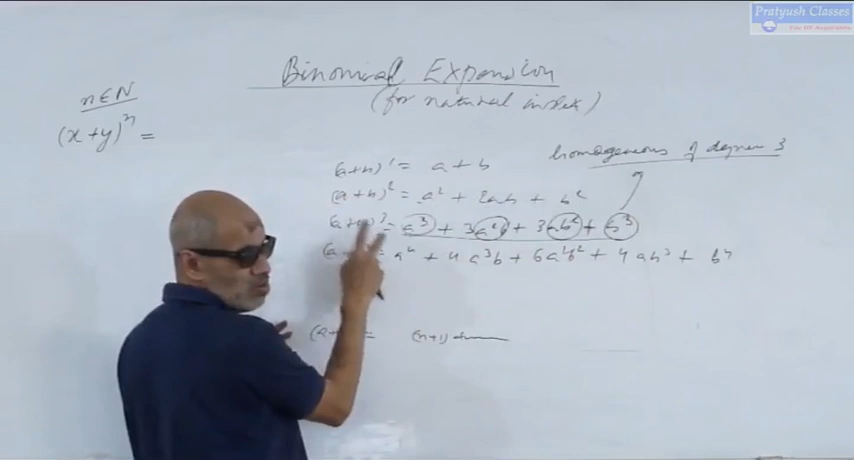 Pratyush Classes
Binomial Expansion
(for natural index)
n∈N
(x+y)ⁿ =
homogeneous of degree 3
(a+b)¹ = a + b
(a+b)² = a² + 2ab + b²
= a³ + 3a²b + 3ab² + b³
= a⁴ + 4a³b + 6a²b² + 4ab³ + b⁴
(n+1) terms